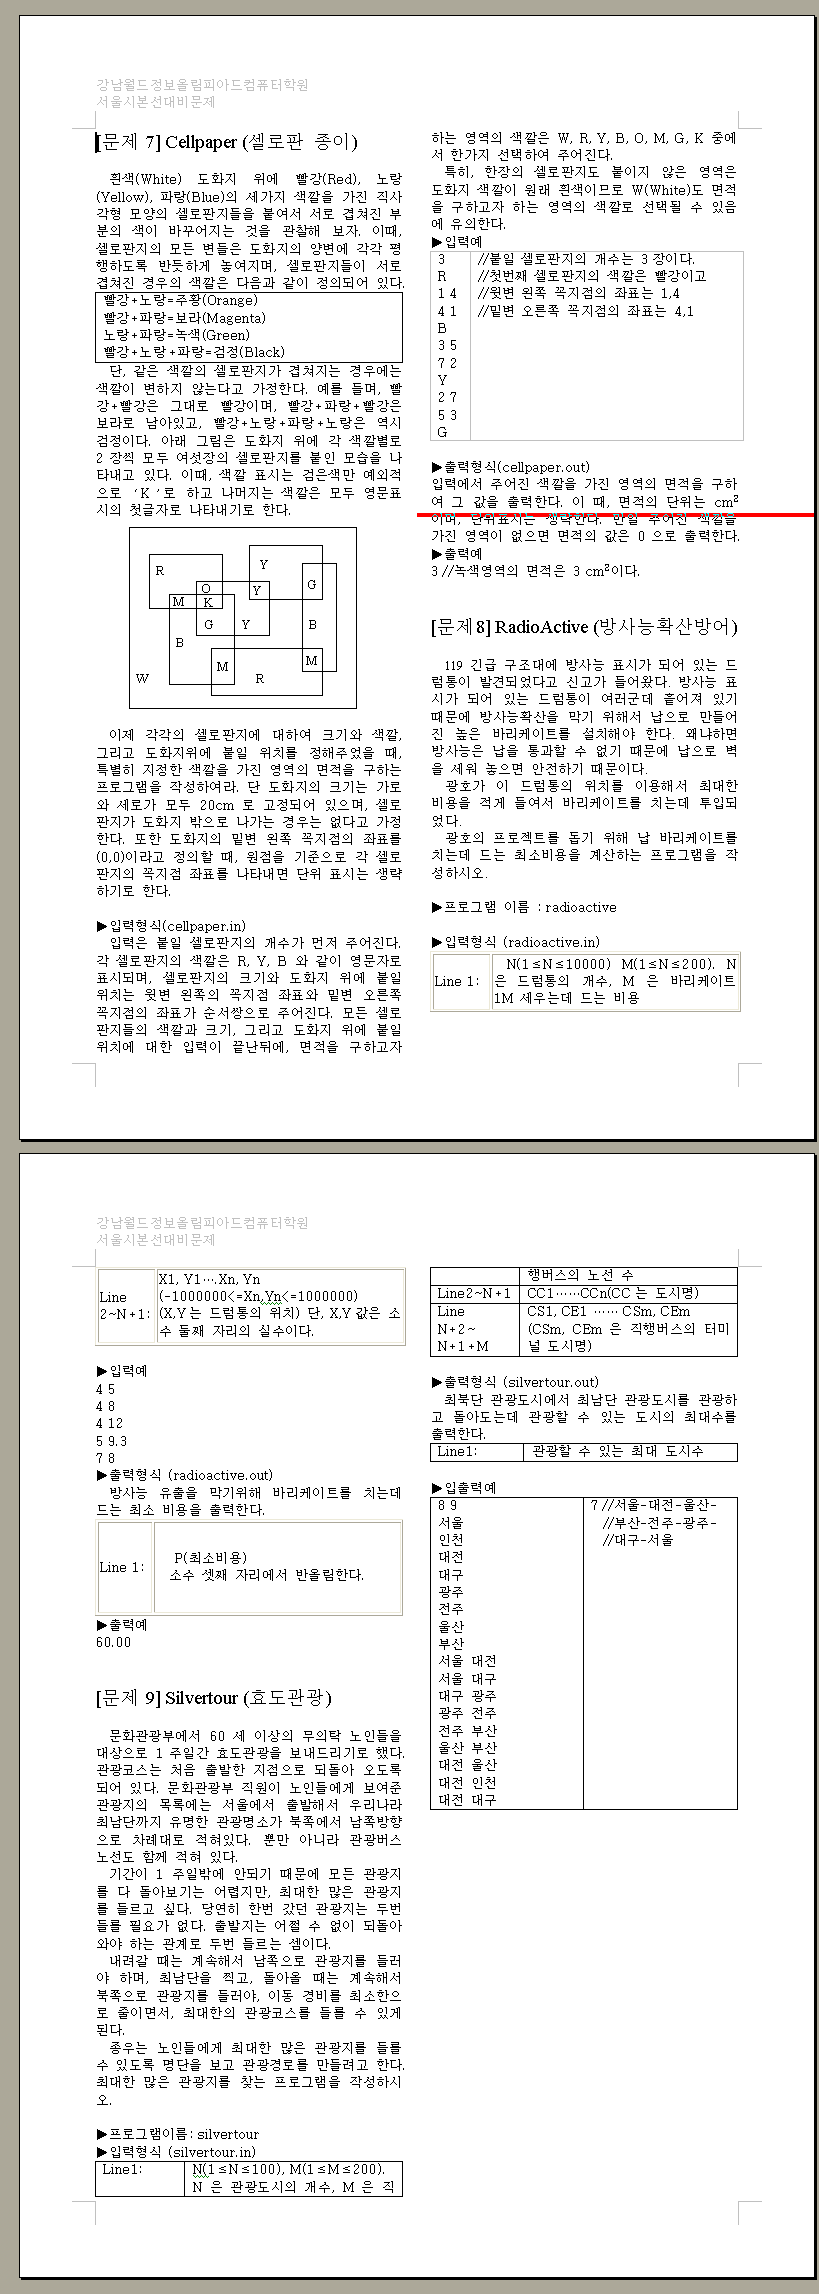 강남월드정보올림피아드컴퓨터학원
서울시본선대비문제
[문제 7] Cellpaper (셀로판 종이)
흰색(White) 도화지 위에 빨강(Red), 노랑
(Yellow), 파랑(Blue)의 세가지 색깔을 가진 직사
각형 모양의 셀로판지들을 붙여서 서로 겹쳐진 부
분의 색이 바꾸어지는 것을 관찰해 보자. 이때,
셀로판지의 모든 변들은 도화지의 양변에 각각 평
행하도록 반듯하게 놓여지며, 셀로판지들이 서로
겹쳐진 경우의 색깔은 다음과 같이 정의되어 있다.
빨강+노랑=주황(Orange)
빨강+파랑=보라(Magenta)
노랑+파랑=녹색(Green)
빨강+노랑+파랑=검정(Black)
단, 같은 색깔의 셀로판지가 겹쳐지는 경우에는
색깔이 변하지 않는다고 가정한다. 예를 들며, 빨
강+빨강은 그대로 빨강이며, 빨강+파랑+빨강은
보라로 남아있고, 빨강+노랑+파랑+노랑은 역시
검정이다. 아래 그림은 도화지 위에 각 색깔별로
2 장씩 모두 여섯장의 셀로판지를 붙인 모습을 나
타내고 있다. 이때, 색깔 표시는 검은색만 예외적
으로 ‘K’로 하고 나머지는 색깔은 모두 영문표
시의 첫글자로 나타내기로 한다.
R
Y
O
Y
G
M
K
G
Y
B
B
M
M
W
R
이제 각각의 셀로판지에 대하여 크기와 색깔,
그리고 도화지위에 붙일 위치를 정해주었을 때,
특별히 지정한 색깔을 가진 영역의 면적을 구하는
프로그램을 작성하여라. 단 도화지의 크기는 가로
와 세로가 모두 20cm 로 고정되어 있으며, 셀로
판지가 도화지 밖으로 나가는 경우는 없다고 가정
한다. 또한 도화지의 밑변 왼쪽 꼭지점의 좌표를
(0,0)이라고 정의할 때, 원점을 기준으로 각 셀로
판지의 꼭지점 좌표를 나타내면 단위 표시는 생략
하기로 한다.
▶입력형식(cellpaper.in)
입력은 붙일 셀로판지의 개수가 먼저 주어진다.
각 셀로판지의 색깔은 R, Y, B 와 같이 영문자로
표시되며, 셀로판지의 크기와 도화지 위에 붙일
위치는 윗변 왼쪽의 꼭지점 좌표와 밑변 오른쪽
꼭지점의 좌표가 순서쌍으로 주어진다. 모든 셀로
판지들의 색깔과 크기, 그리고 도화지 위에 붙일
위치에 대한 입력이 끝난뒤에, 면적을 구하고자
하는 영역의 색깔은 W, R, Y, B, O, M, G, K 중에
서 한가지 선택하여 주어진다.
특히, 한장의 셀로판지도 붙이지 않은 영역은
도화지 색깔이 원래 흰색이므로 W(White)도 면적
을 구하고자 하는 영역의 색깔로 선택될 수 있음
에 유의한다.
▶입력예
3 //붙일 셀로판지의 개수는 3 장이다.
R //첫번째 셀로판지의 색깔은 빨강이고
1 4 //윗변 왼쪽 꼭지점의 좌표는 1,4
4 1 //밑변 오른쪽 꼭지점의 좌표는 4,1
B
3 5
7 2
Y
2 7
5 3
G
▶출력형식(cellpaper.out)
입력에서 주어진 색깔을 가진 영역의 면적을 구하
여 그 값을 출력한다. 이 때, 면적의 단위는 cm²
이며, 단위표시는 생략한다. 만일 주어진 색깔을
가진 영역이 없으면 면적의 값은 0 으로 출력한다.
▶출력예
3 //녹색영역의 면적은 3 cm²이다.
[문제8] RadioActive (방사능확산방어)
119 긴급 구조대에 방사능 표시가 되어 있는 드
럼통이 발견되었다고 신고가 들어왔다. 방사능 표
시가 되어 있는 드럼통이 여러군데 흩어져 있기
때문에 방사능확산을 막기 위해서 납으로 만들어
진 높은 바리케이트를 설치해야 한다. 왜냐하면
방사능은 납을 통과할 수 없기 때문에 납으로 벽
을 세워 놓으면 안전하기 때문이다.
광호가 이 드럼통의 위치를 이용해서 최대한
비용을 적게 들여서 바리케이트를 치는데 투입되
었다.
광호의 프로젝트를 돕기 위해 납 바리케이트를
치는데 드는 최소비용을 계산하는 프로그램을 작
성하시오.
▶프로그램 이름 : radioactive
▶입력형식 (radioactive.in)
Line 1: N(1≤N≤10000) M(1≤N≤200). N
은 드럼통의 개수, M 은 바리케이트
1M 세우는데 드는 비용
강남월드정보올림피아드컴퓨터학원
서울시본선대비문제
Line 2~N+1: X1, Y1….Xn, Yn
(-1000000<=Xn,Yn<=1000000)
(X,Y는 드럼통의 위치) 단, X,Y 값은 소
수 둘째 자리의 실수이다.
▶입력예
4 5
4 8
4 12
5 9.3
7 8
▶출력형식 (radioactive.out)
방사능 유출을 막기위해 바리케이트를 치는데
드는 최소 비용을 출력한다.
Line 1: P(최소비용)
소수 셋째 자리에서 반올림한다.
▶출력예
60.00
[문제 9] Silvertour (효도관광)
문화관광부에서 60 세 이상의 무의탁 노인들을
대상으로 1 주일간 효도관광을 보내드리기로 했다.
관광코스는 처음 출발한 지점으로 되돌아 오도록
되어 있다. 문화관광부 직원이 노인들에게 보여준
관광지의 목록에는 서울에서 출발해서 우리나라
최남단까지 유명한 관광명소가 북쪽에서 남쪽방향
으로 차례대로 적혀있다. 뿐만 아니라 관광버스
노선도 함께 적혀 있다.
기간이 1 주일밖에 안되기 때문에 모든 관광지
를 다 돌아보기는 어렵지만, 최대한 많은 관광지
를 들르고 싶다. 당연히 한번 갔던 관광지는 두번
들를 필요가 없다. 출발지는 어쩔 수 없이 되돌아
와야 하는 관계로 두번 들르는 셈이다.
내려갈 때는 계속해서 남쪽으로 관광지를 들러
야 하며, 최남단을 찍고, 돌아올 때는 계속해서
북쪽으로 관광지를 들러야, 이동 경비를 최소한으
로 줄이면서, 최대한의 관광코스를 들를 수 있게
된다.
종우는 노인들에게 최대한 많은 관광지를 들를
수 있도록 명단을 보고 관광경로를 만들려고 한다.
최대한 많은 관광지를 찾는 프로그램을 작성하시
오.
▶프로그램이름: silvertour
▶입력형식 (silvertour.in)
Line1: N(1≤N≤100), M(1≤M≤200).
N 은 관광도시의 개수, M 은 직
행버스의 노선 수
Line2~N+1 CC1……CCn(CC는 도시명)
Line CS1, CE1 …… CSm, CEm
N+2~ (CSm, CEm 은 직행버스의 터미
N+1+M 널 도시명)
▶출력형식 (silvertour.out)
최북단 관광도시에서 최남단 관광도시를 관광하
고 돌아도는데 관광할 수 있는 도시의 최대수를
출력한다.
Line1: 관광할 수 있는 최대 도시수
▶입출력예
8 9 7 //서울-대전-울산-
서울 //부산-전주-광주-
인천 //대구-서울
대전
대구
광주
전주
울산
부산
서울 대전
서울 대구
대구 광주
광주 전주
전주 부산
울산 부산
대전 울산
대전 인천
대전 대구